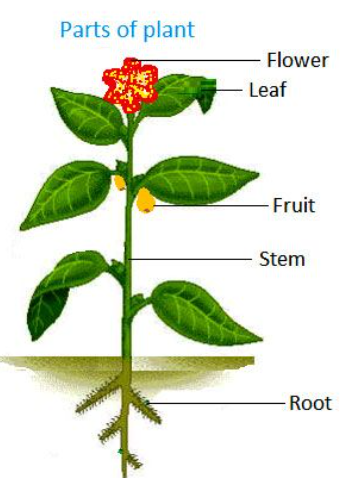 Parts of plant
Flower
Leaf
Fruit
Stem
Root